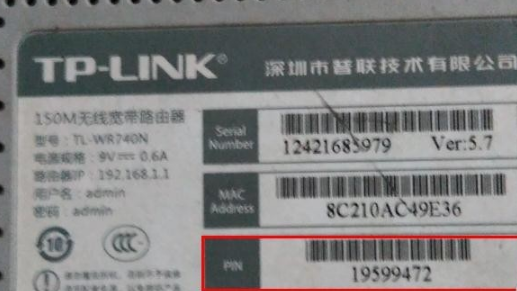 TP-LINK® 深圳市普联技术有限公司
150M无线宽带路由器
型号：TL-WR740N
电源规格：9V⎓0.6A
路由器IP：192.168.1.1
用户名：admin
密码：admin
Serial Number 12421685979 Ver:5.7
MAC Address 8C210AC49E36
PIN 19599472
10
CCC